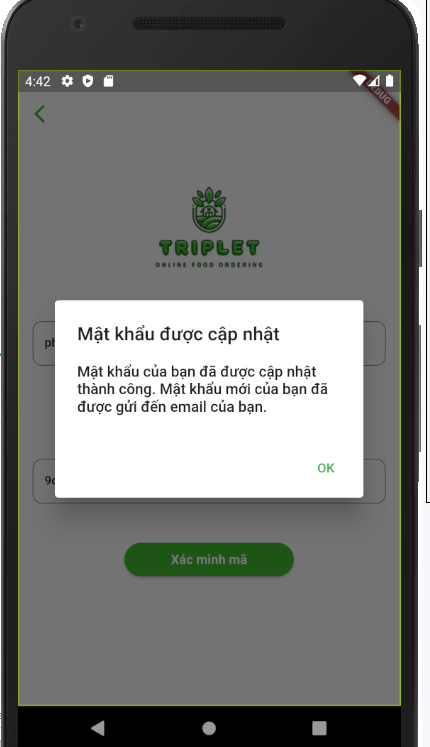 4:42
TRIPLET
ONLINE FOOD ORDERING
Mật khẩu được cập nhật
Mật khẩu của bạn đã được cập nhật
thành công. Mật khẩu mới của bạn đã
được gửi đến email của bạn.
OK
Xác minh mã